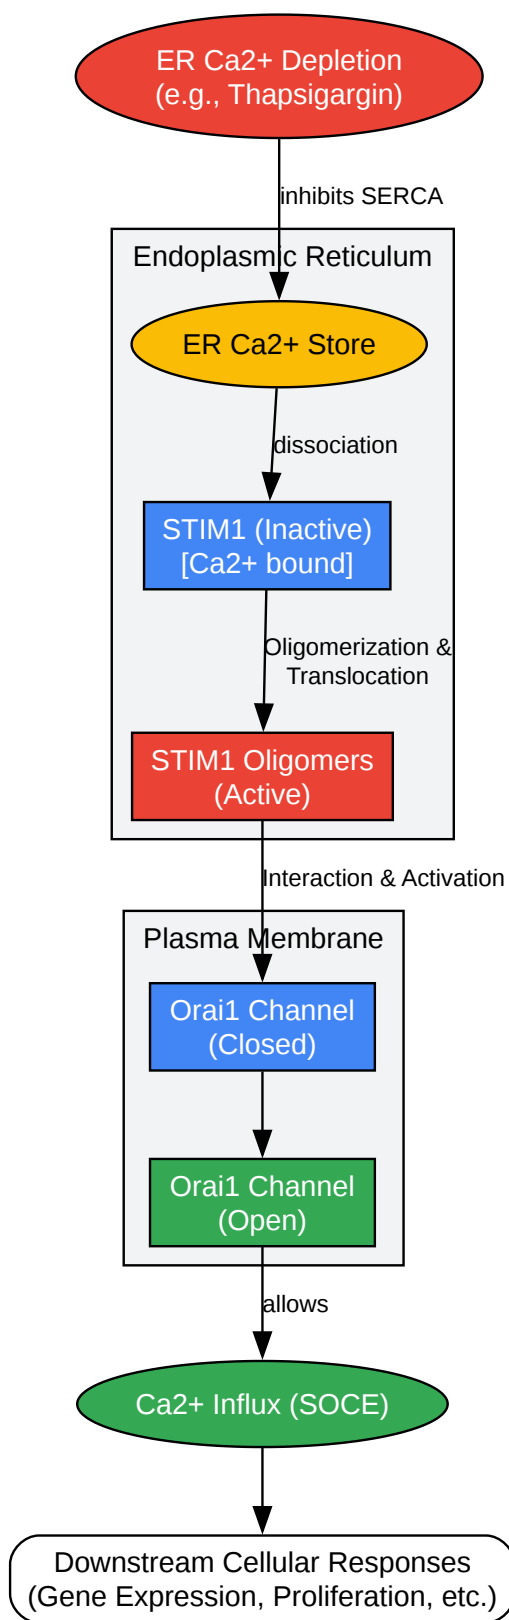 ER Ca2+ Depletion
(e.g., Thapsigargin)
inhibits SERCA
Endoplasmic Reticulum
ER Ca2+ Store
dissociation
STIM1 (Inactive)
[Ca2+ bound]
Oligomerization &
Translocation
STIM1 Oligomers
(Active)
Interaction & Activation
Plasma Membrane
Orai1 Channel
(Closed)
Orai1 Channel
(Open)
allows
Ca2+ Influx (SOCE)
Downstream Cellular Responses
(Gene Expression, Proliferation, etc.)